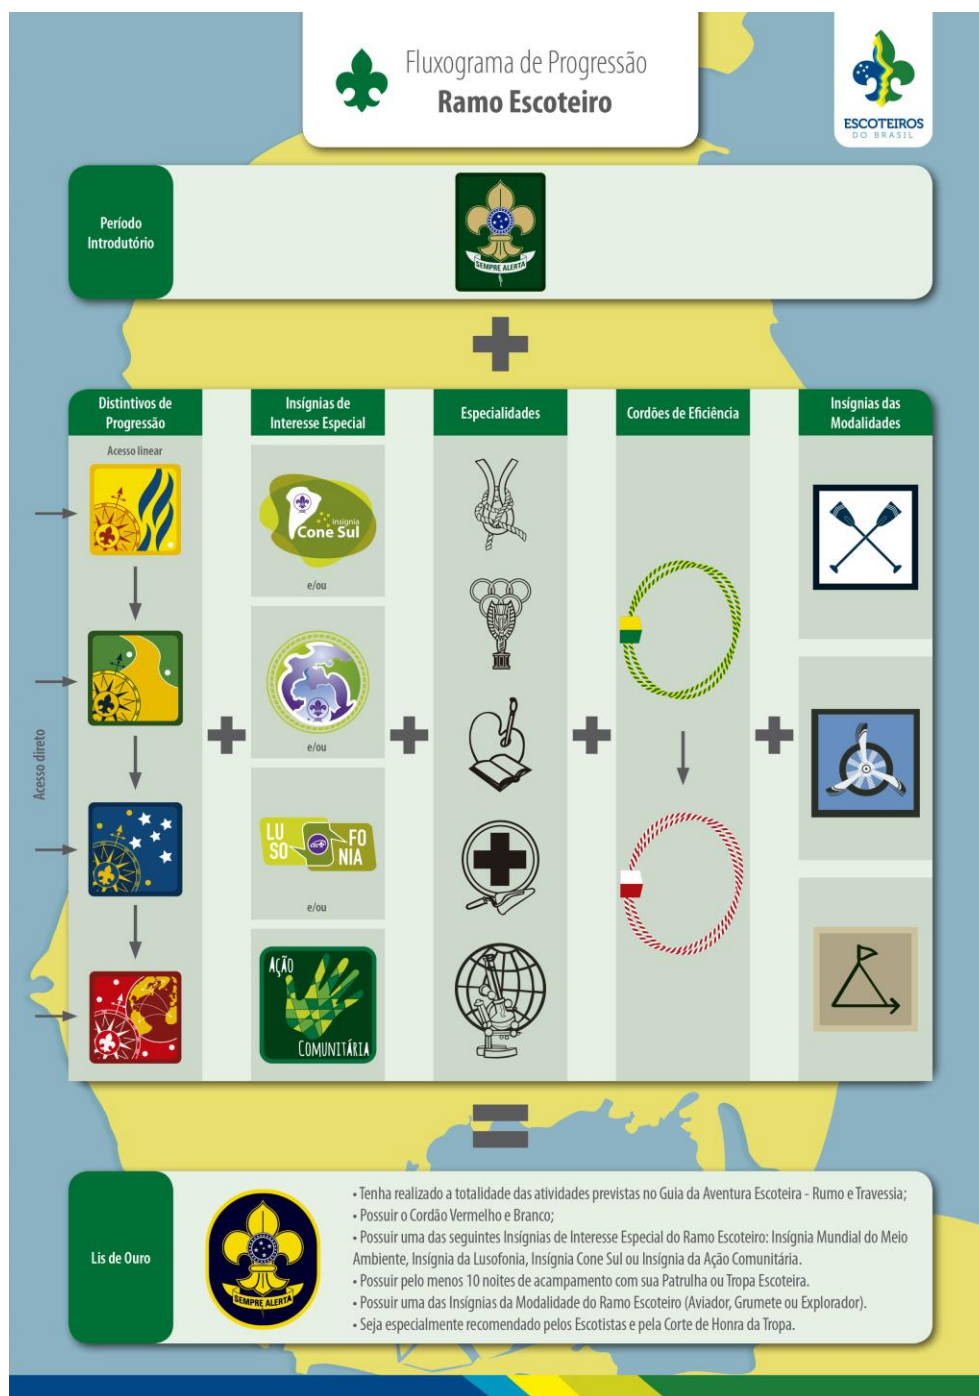 Fluxograma de Progressão
Ramo Escoteiro
ESCOTEIROS
DO BRASIL
Período
Introdutório
SEMPRE ALERTA
Distintivos de
Progressão
Insígnias de
Interesse Especial
Especialidades
Cordões de Eficiência
Insígnias das
Modalidades
Acesso linear
Acesso direto
insígnia
Cone Sul
e/ou
e/ou
LU
SO
FO
NIA
e/ou
AÇÃO
COMUNITÁRIA
Lis de Ouro
SEMPRE ALERTA
• Tenha realizado a totalidade das atividades previstas no Guia da Aventura Escoteira - Rumo e Travessia;
• Possuir o Cordão Vermelho e Branco;
• Possuir uma das seguintes Insígnias de Interesse Especial do Ramo Escoteiro: Insígnia Mundial do Meio
Ambiente, Insígnia da Lusofonia, Insígnia Cone Sul ou Insígnia da Ação Comunitária.
• Possuir pelo menos 10 noites de acampamento com sua Patrulha ou Tropa Escoteira.
• Possuir uma das Insígnias da Modalidade do Ramo Escoteiro (Aviador, Grumete ou Explorador).
• Seja especialmente recomendado pelos Escotistas e pela Corte de Honra da Tropa.